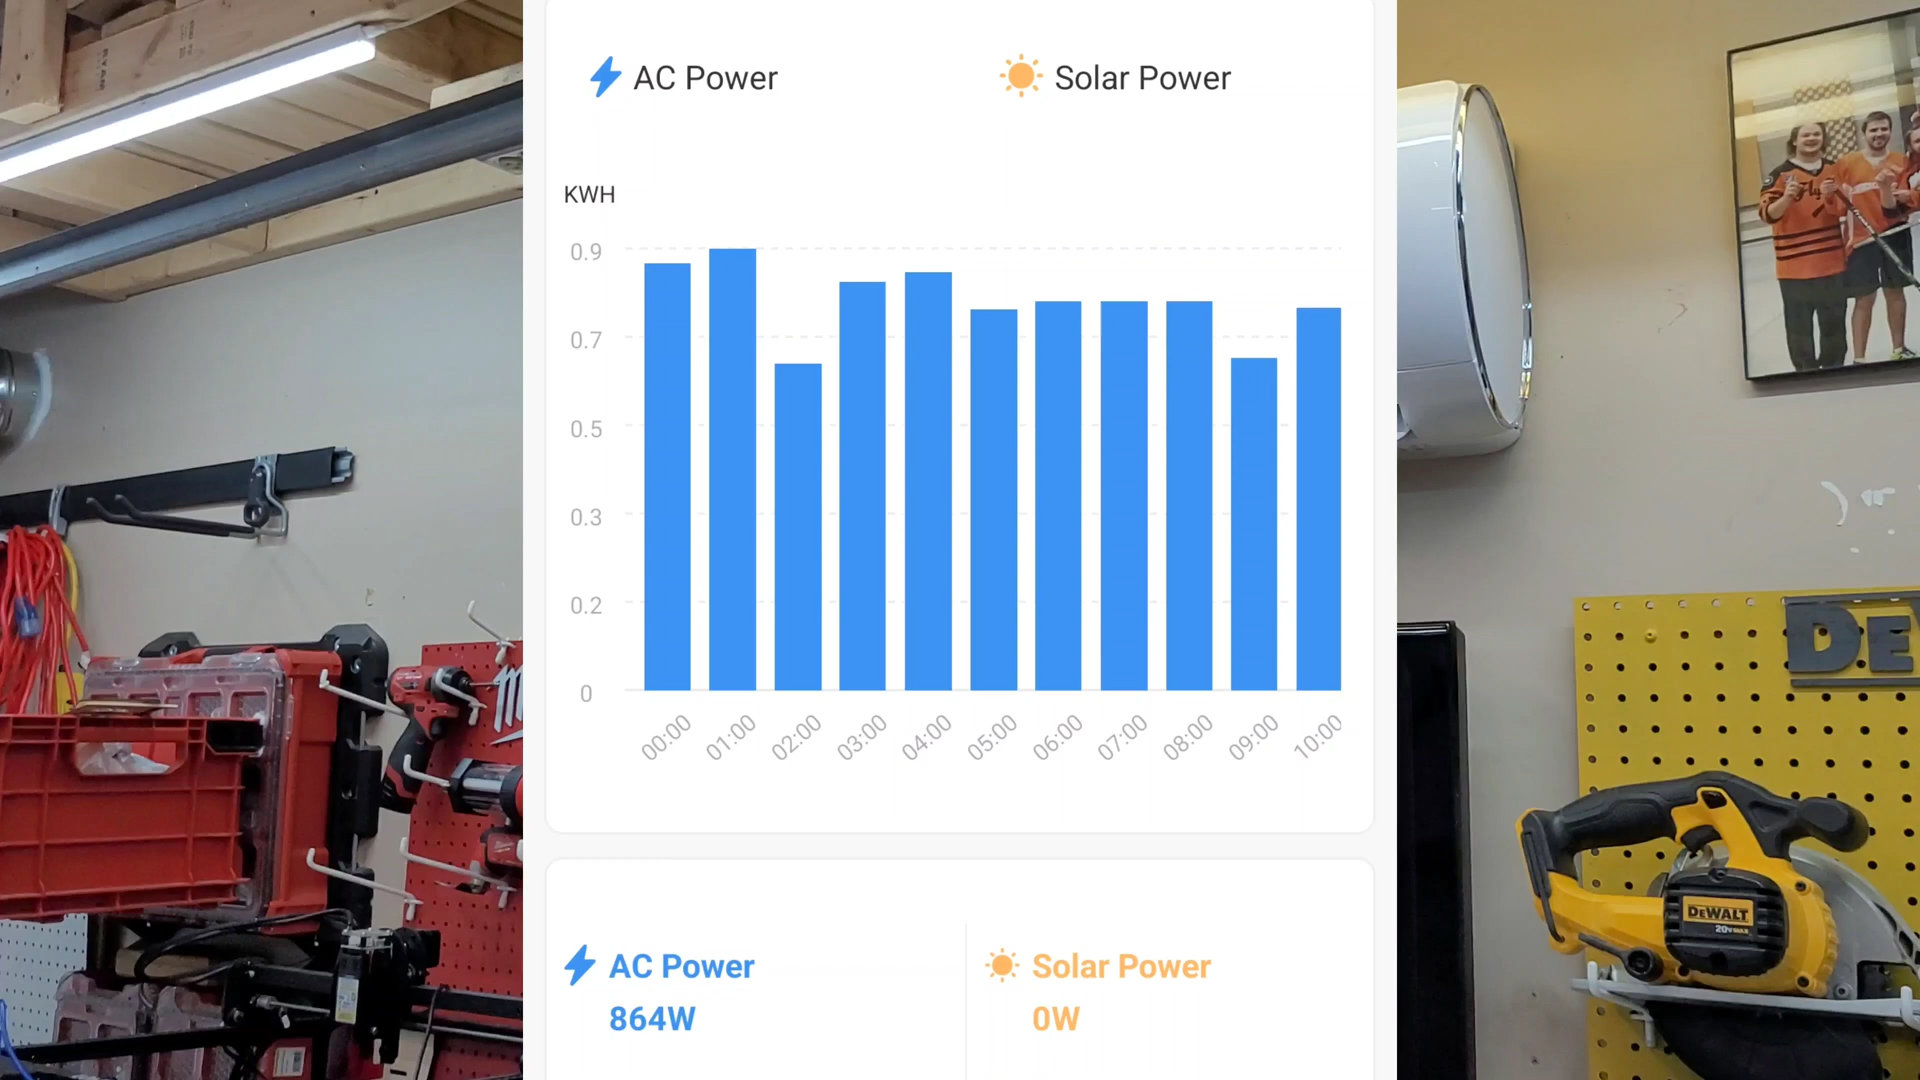 AC Power
Solar Power
KWH
0.9
0.7
0.5
0.3
0.2
0
00:00
01:00
02:00
03:00
04:00
05:00
06:00
07:00
08:00
09:00
10:00
AC Power
Solar Power
864W
0W
DE
DEWALT
20V MAX